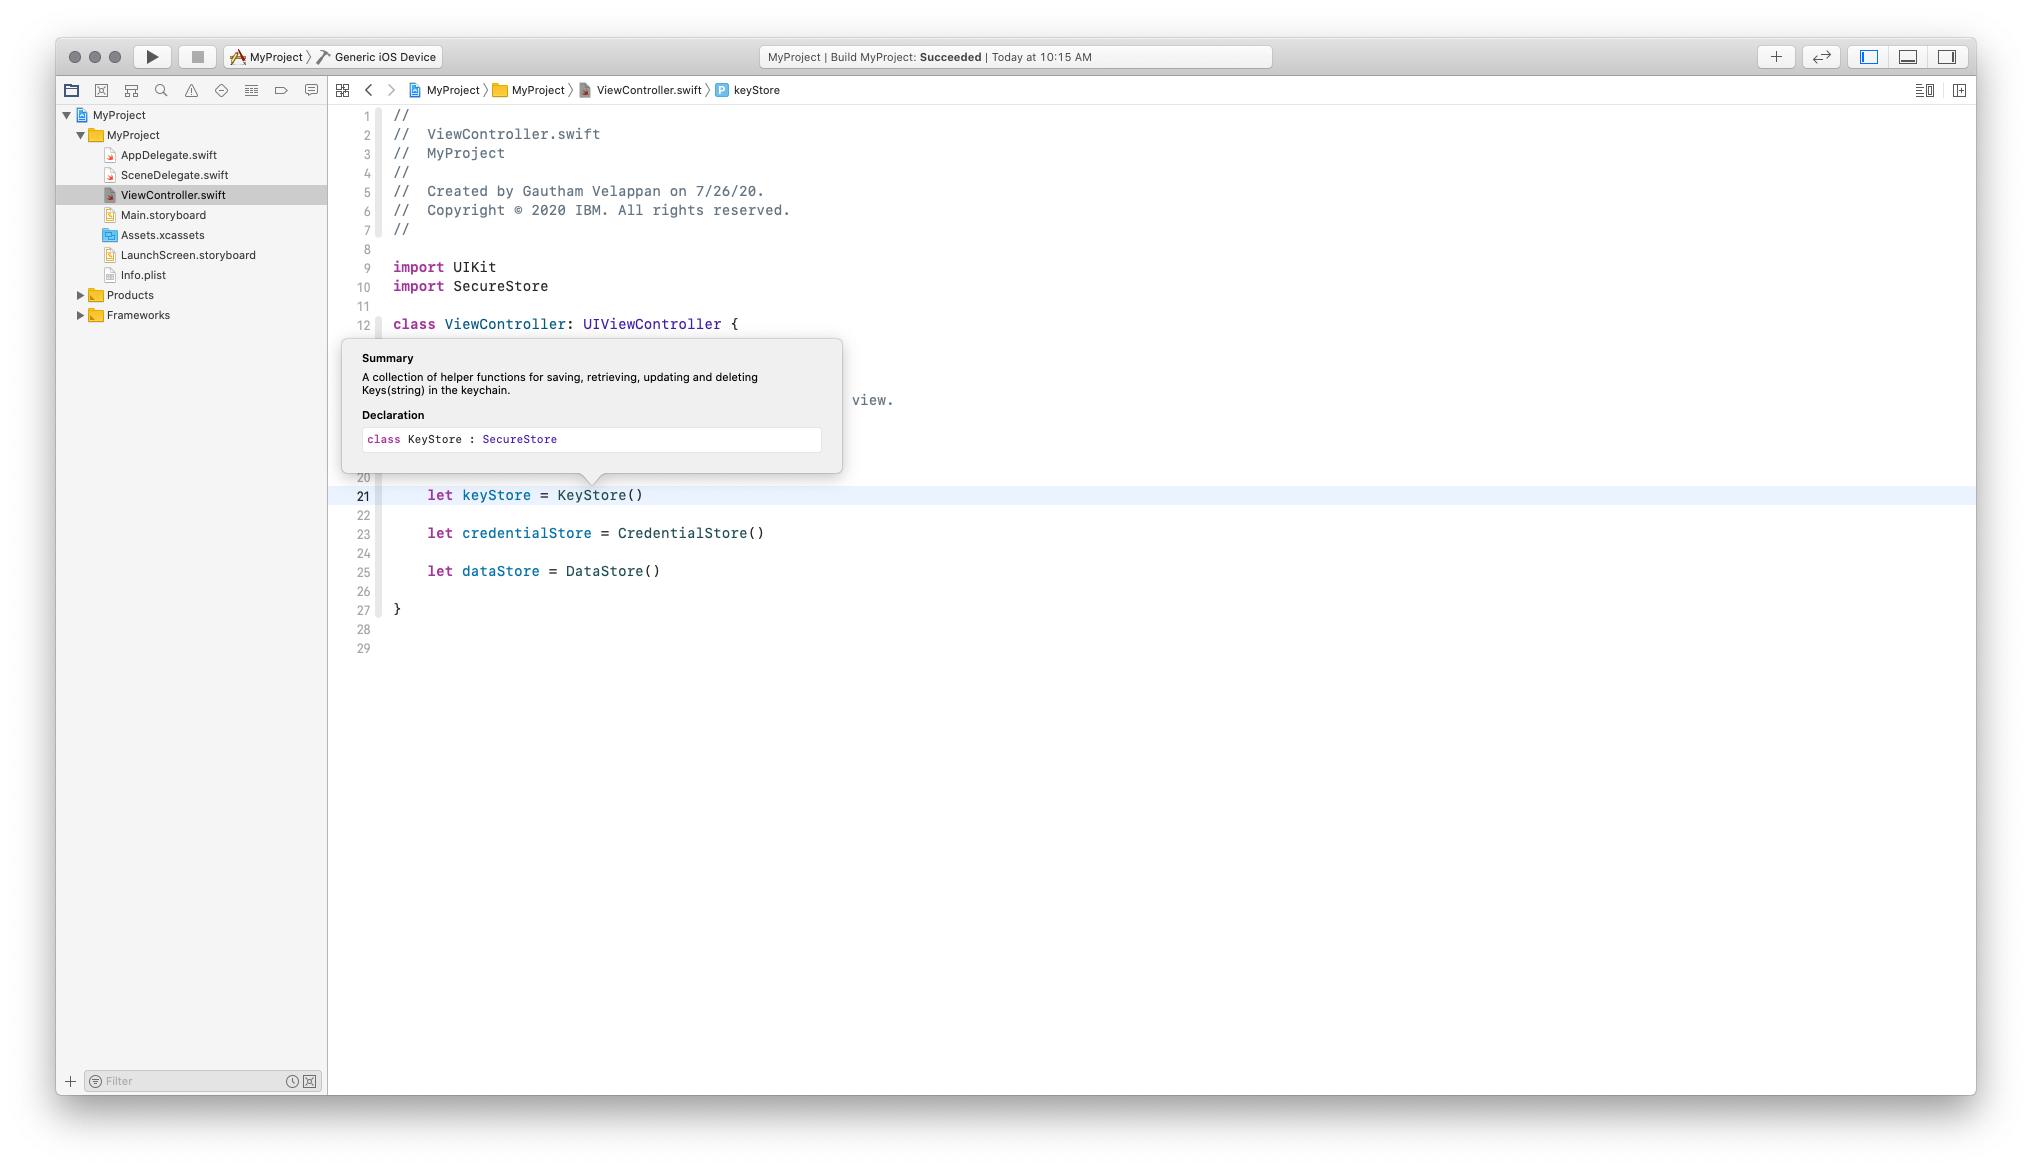 MyProject 〉 Generic iOS Device
MyProject | Build MyProject: Succeeded | Today at 10:15 AM
MyProject 〉 MyProject 〉 ViewController.swift 〉 P keyStore
MyProject
MyProject
AppDelegate.swift
SceneDelegate.swift
ViewController.swift
Main.storyboard
Assets.xcassets
LaunchScreen.storyboard
Info.plist
Products
Frameworks
Filter
1 //
2 //  ViewController.swift
3 //  MyProject
4 //
5 //  Created by Gautham Velappan on 7/26/20.
6 //  Copyright © 2020 IBM. All rights reserved.
7 //
8
9 import UIKit
10 import SecureStore
11
12 class ViewController: UIViewController {
Summary
A collection of helper functions for saving, retrieving, updating and deleting
Keys(string) in the keychain.
view.
Declaration
class KeyStore : SecureStore
20
21     let keyStore = KeyStore()
22
23     let credentialStore = CredentialStore()
24
25     let dataStore = DataStore()
26
27 }
28
29